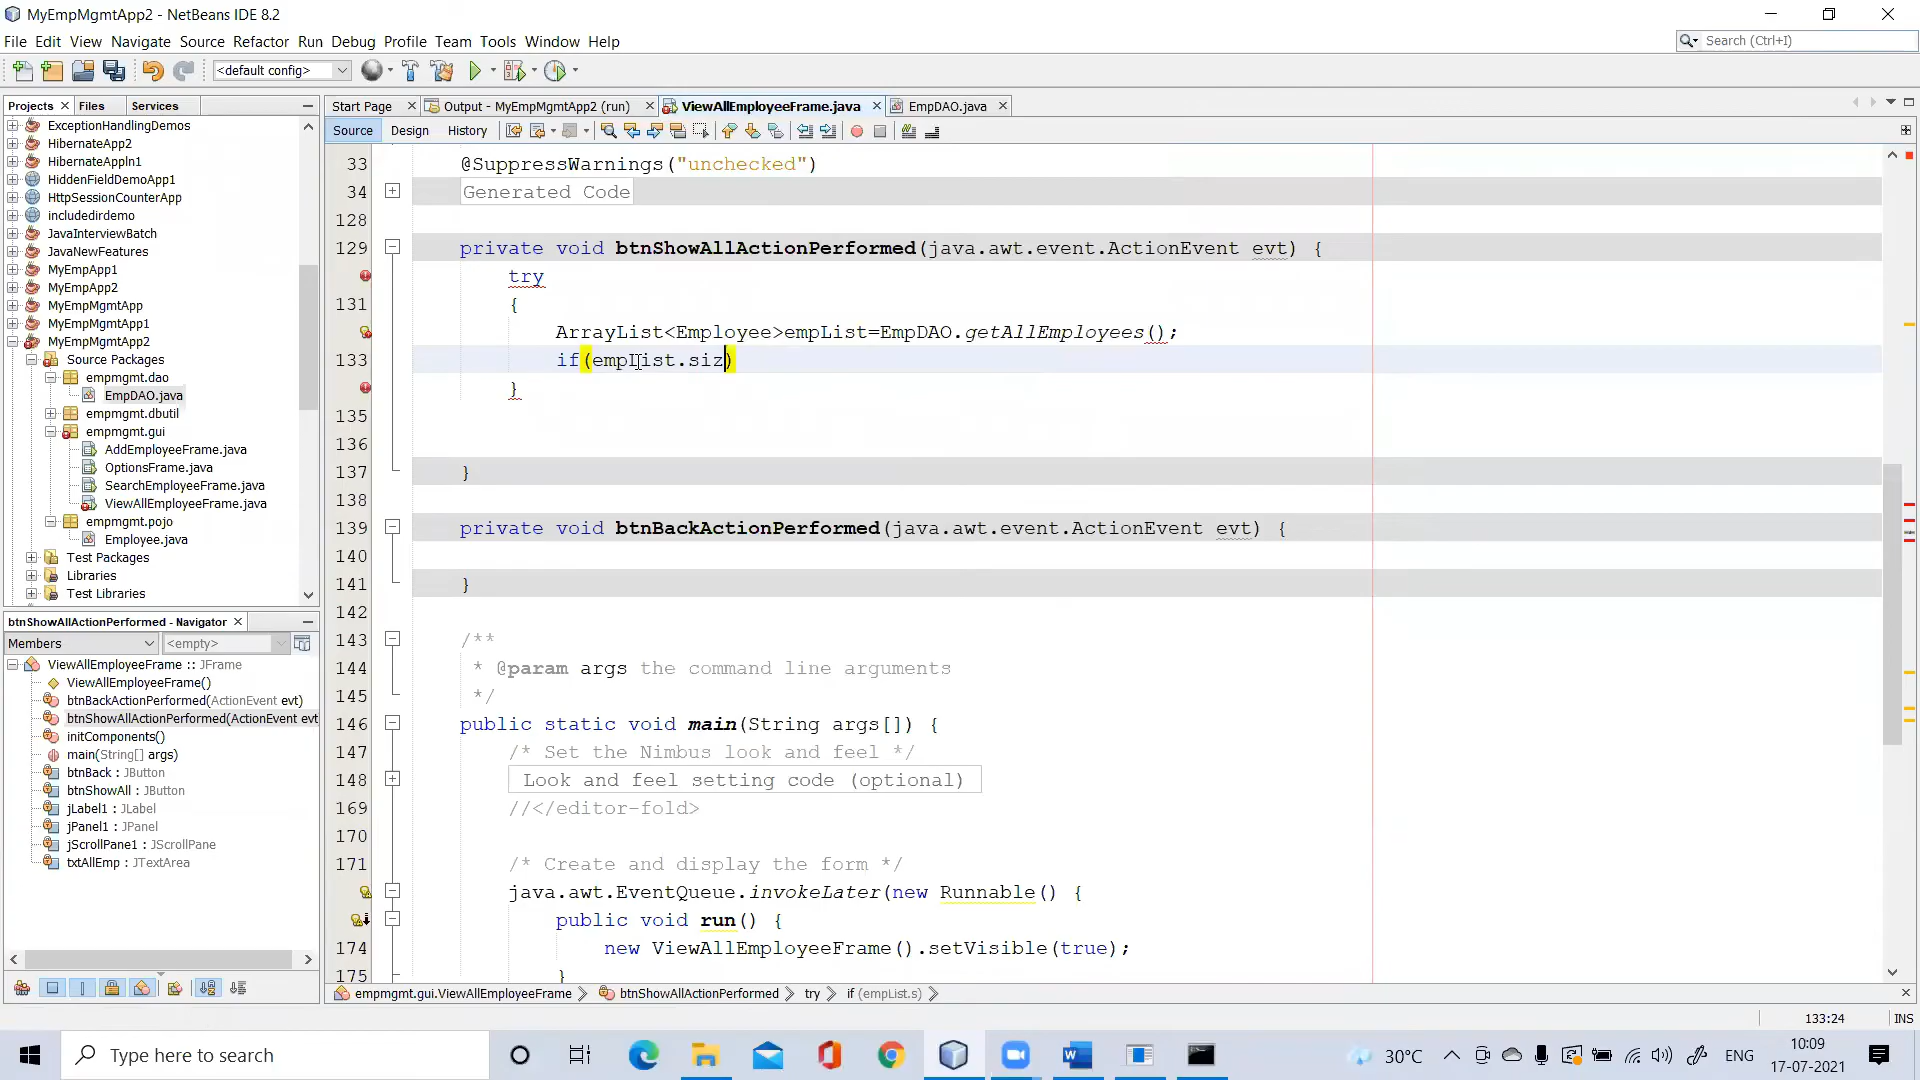 MyEmpMgmtApp2 - NetBeans IDE 8.2
File Edit View Navigate Source Refactor Run Debug Profile Team Tools Window Help
Search (Ctrl+I)
<default config>
Projects Files Services
Start Page Output - MyEmpMgmtApp2 (run) ViewAllEmployeeFrame.java EmpDAO.java
Source Design History
ExceptionHandlingDemos
HibernateApp2
HibernateAppln1
HiddenFieldDemoApp1
HttpSessionCounterApp
includedirdemo
JavaInterviewBatch
JavaNewFeatures
MyEmpApp1
MyEmpApp2
MyEmpMgmtApp
MyEmpMgmtApp1
MyEmpMgmtApp2
Source Packages
empmgmt.dao
EmpDAO.java
empmgmt.dbutil
empmgmt.gui
AddEmployeeFrame.java
OptionsFrame.java
SearchEmployeeFrame.java
ViewAllEmployeeFrame.java
empmgmt.pojo
Employee.java
Test Packages
Libraries
Test Libraries
btnShowAllActionPerformed - Navigator
Members <empty>
ViewAllEmployeeFrame :: JFrame
ViewAllEmployeeFrame()
btnBackActionPerformed(ActionEvent evt)
btnShowAllActionPerformed(ActionEvent evt
initComponents()
main(String[] args)
btnBack : JButton
btnShowAll : JButton
jLabel1 : JLabel
jPanel1 : JPanel
jScrollPane1 : JScrollPane
txtAllEmp : JTextArea
33 @SuppressWarnings("unchecked")
34 Generated Code
128
129 private void btnShowAllActionPerformed(java.awt.event.ActionEvent evt) {
try
131 {
ArrayList<Employee>empList=EmpDAO.getAllEmployees();
133 if(empList.siz)
}
135
136
137 }
138
139 private void btnBackActionPerformed(java.awt.event.ActionEvent evt) {
140
141 }
142
143 /**
144 * @param args the command line arguments
145 */
146 public static void main(String args[]) {
147 /* Set the Nimbus look and feel */
148 Look and feel setting code (optional)
169 //</editor-fold>
170
171 /* Create and display the form */
java.awt.EventQueue.invokeLater(new Runnable() {
public void run() {
174 new ViewAllEmployeeFrame().setVisible(true);
175 }
empmgmt.gui.ViewAllEmployeeFrame btnShowAllActionPerformed try if (empList.s)
133:24 INS
Type here to search
30°C ENG
10:09
17-07-2021